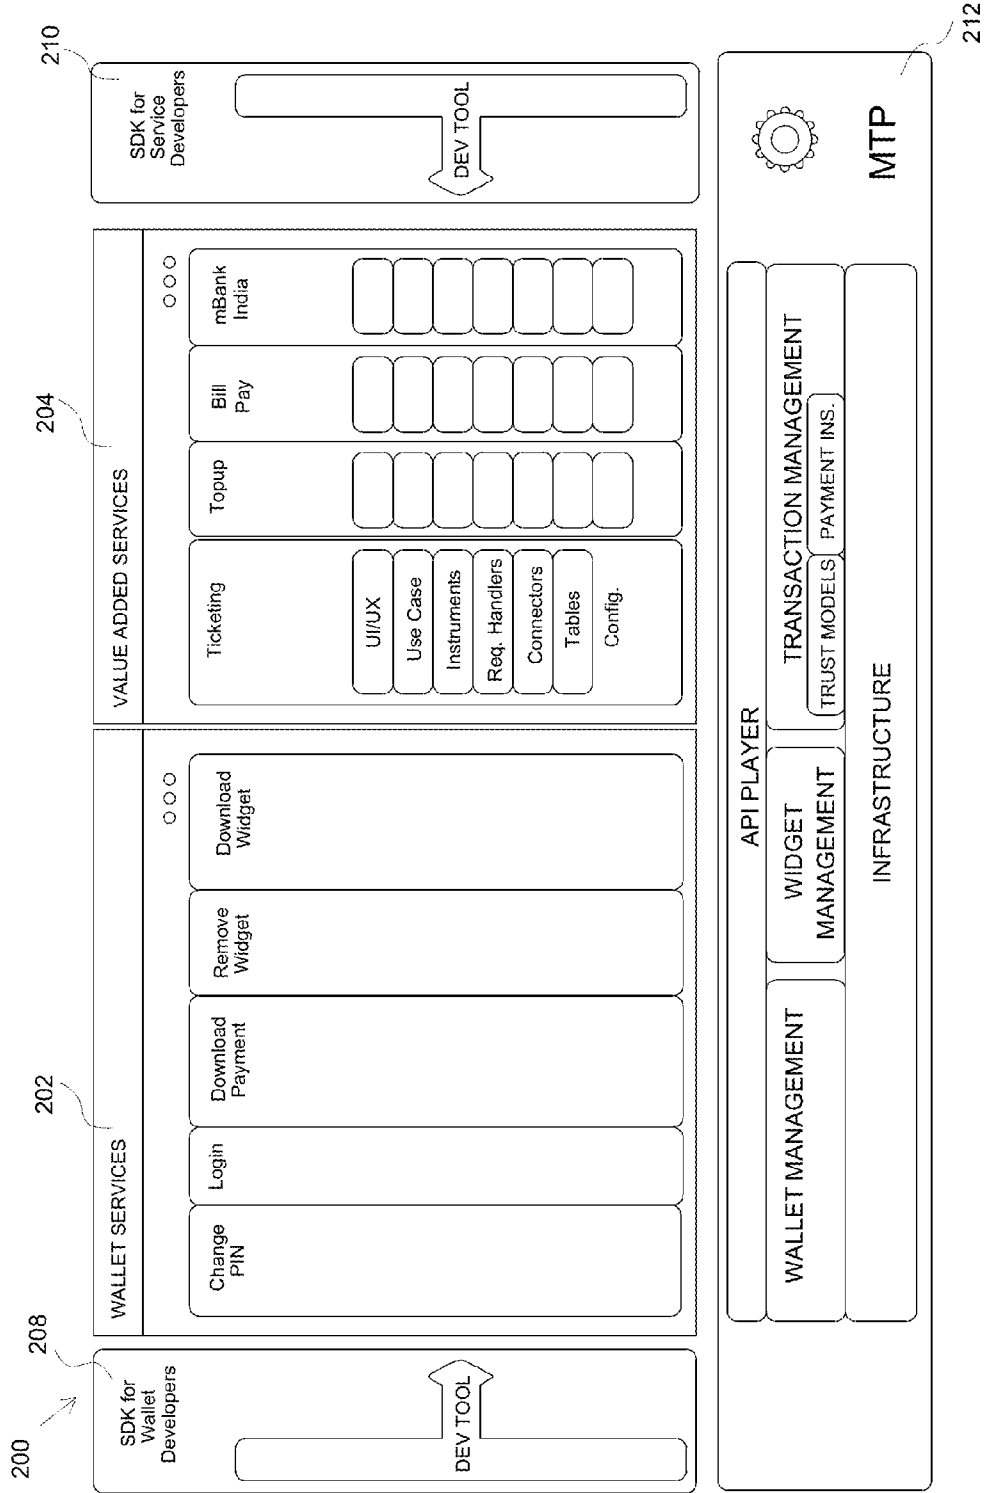 200
208
202
204
210
SDK for
Wallet
Developers
DEV TOOL
WALLET SERVICES
Change
PIN
Login
Download
Payment
Remove
Widget
Download
Widget
VALUE ADDED SERVICES
Ticketing
UI/UX
Use Case
Instruments
Req. Handlers
Connectors
Tables
Config.
Topup
Bill
Pay
mBank
India
SDK for
Service
Developers
DEV TOOL
API PLAYER
WALLET MANAGEMENT
WIDGET
MANAGEMENT
TRANSACTION MANAGEMENT
TRUST MODELS
PAYMENT INS.
INFRASTRUCTURE
MTP
212